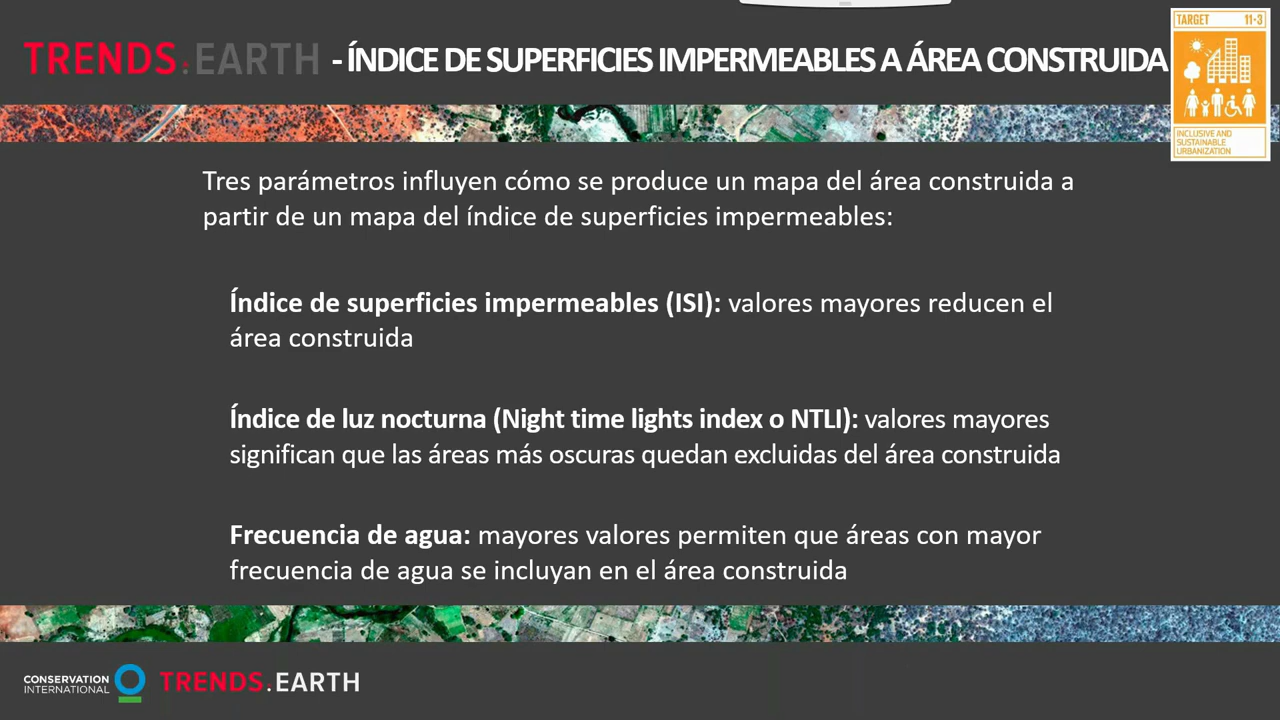 TRENDS.EARTH - ÍNDICE DE SUPERFICIES IMPERMEABLES A ÁREA CONSTRUIDA
TARGET 11·3
INCLUSIVE AND
SUSTAINABLE
URBANIZATION
Tres parámetros influyen cómo se produce un mapa del área construida a
partir de un mapa del índice de superficies impermeables:
Índice de superficies impermeables (ISI): valores mayores reducen el
área construida
Índice de luz nocturna (Night time lights index o NTLI): valores mayores
significan que las áreas más oscuras quedan excluidas del área construida
Frecuencia de agua: mayores valores permiten que áreas con mayor
frecuencia de agua se incluyan en el área construida
CONSERVATION
INTERNATIONAL
TRENDS.EARTH